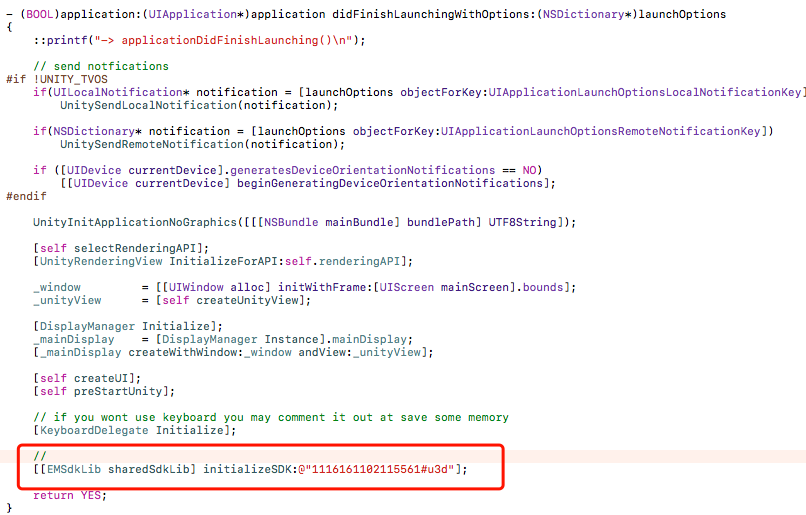 - (BOOL)application:(UIApplication*)application didFinishLaunchingWithOptions:(NSDictionary*)launchOptions
{
    ::printf("-> applicationDidFinishLaunching()\n");

    // send notfications
#if !UNITY_TVOS
    if(UILocalNotification* notification = [launchOptions objectForKey:UIApplicationLaunchOptionsLocalNotificationKey]
        UnitySendLocalNotification(notification);

    if(NSDictionary* notification = [launchOptions objectForKey:UIApplicationLaunchOptionsRemoteNotificationKey])
        UnitySendRemoteNotification(notification);

    if ([UIDevice currentDevice].generatesDeviceOrientationNotifications == NO)
        [[UIDevice currentDevice] beginGeneratingDeviceOrientationNotifications];
#endif

    UnityInitApplicationNoGraphics([[[NSBundle mainBundle] bundlePath] UTF8String]);

    [self selectRenderingAPI];
    [UnityRenderingView InitializeForAPI:self.renderingAPI];

    _window         = [[UIWindow alloc] initWithFrame:[UIScreen mainScreen].bounds];
    _unityView      = [self createUnityView];

    [DisplayManager Initialize];
    _mainDisplay    = [DisplayManager Instance].mainDisplay;
    [_mainDisplay createWithWindow:_window andView:_unityView];

    [self createUI];
    [self preStartUnity];

    // if you wont use keyboard you may comment it out at save some memory
    [KeyboardDelegate Initialize];

    //
    [[EMSdkLib sharedSdkLib] initializeSDK:@"1116161102115561#u3d"];

    return YES;
}